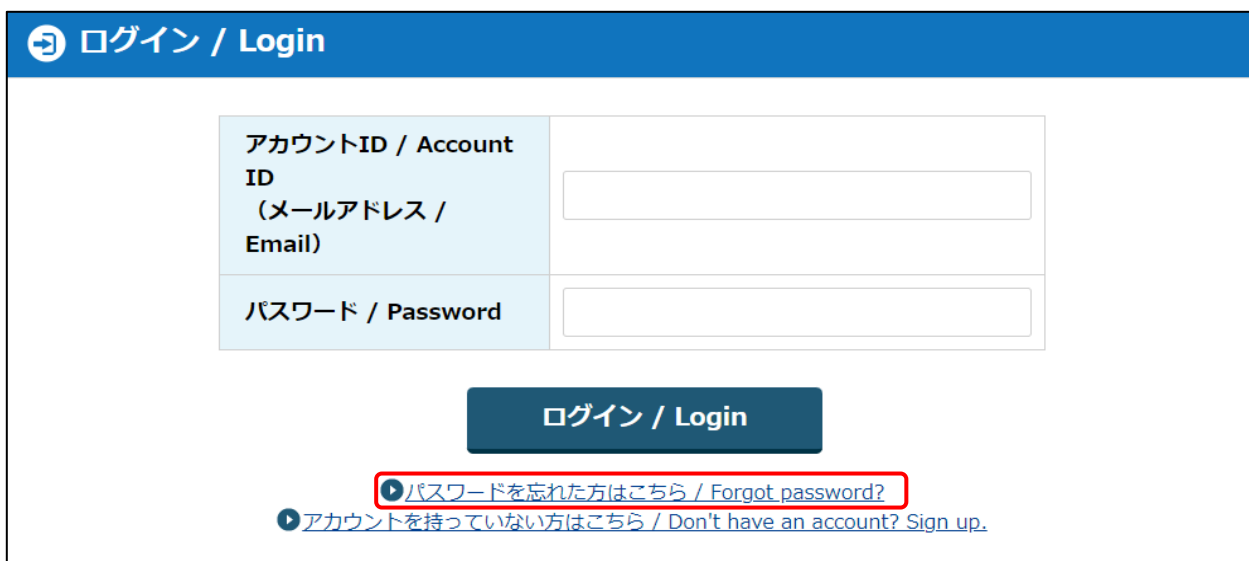 ログイン / Login
アカウントID / Account
ID
（メールアドレス /
Email）
パスワード / Password
ログイン / Login
パスワードを忘れた方はこちら / Forgot password?
アカウントを持っていない方はこちら / Don't have an account? Sign up.